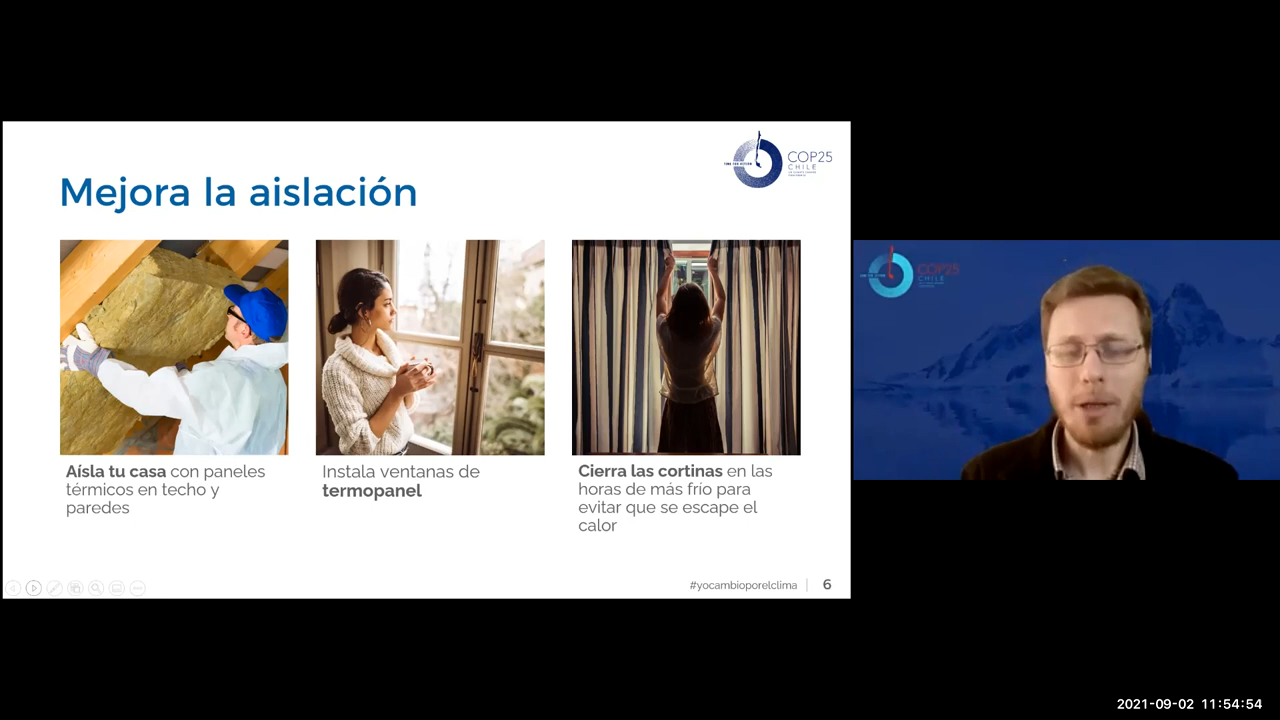 COP25
CHILE
Mejora la aislación
Aísla tu casa con paneles
térmicos en techo y
paredes
Instala ventanas de
termopanel
Cierra las cortinas en las
horas de más frío para
evitar que se escape el
calor
#yocambioporelclima
6
COP25
CHILE
2021-09-02 11:54:54